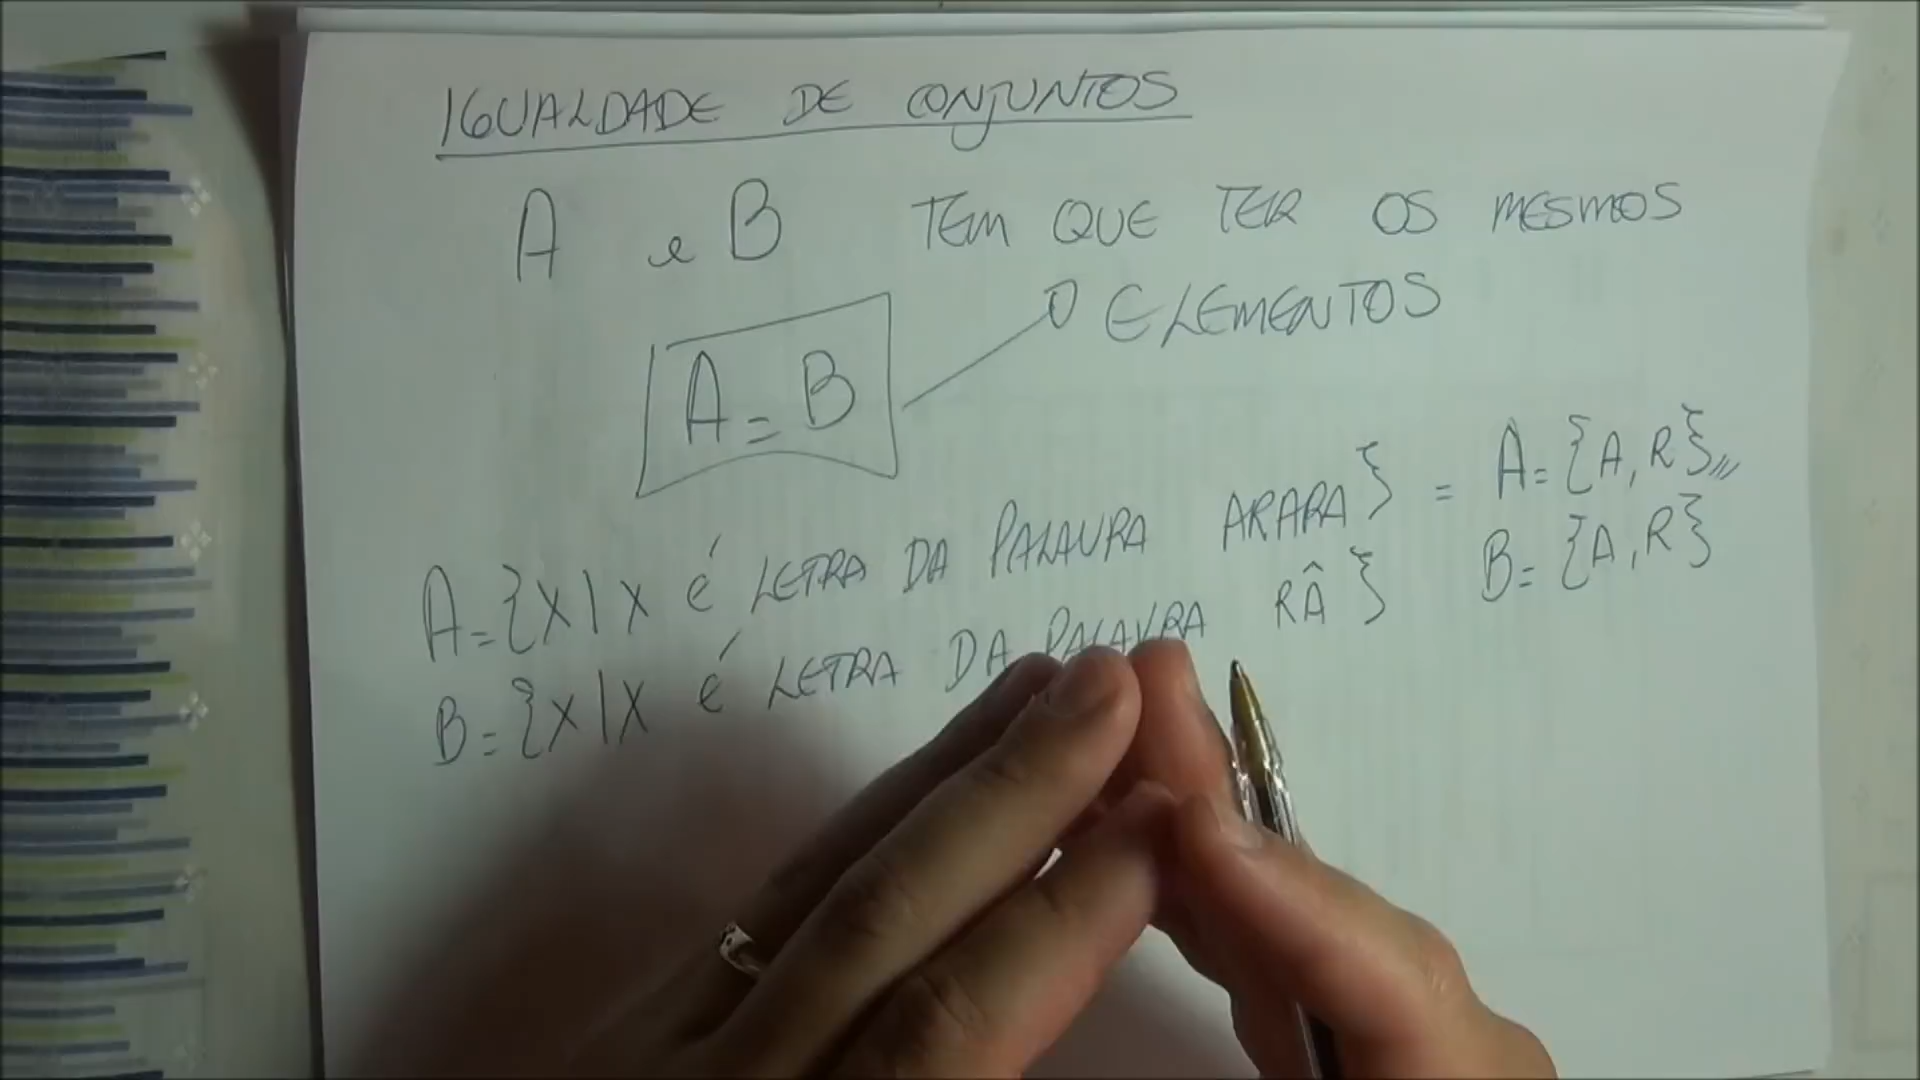 IGUALDADE DE CONJUNTOS
A e B TEM QUE TER OS MESMOS
ELEMENTOS
A = B
A = {X | X É LETRA DA PALAVRA ARARA} = A = {A, R}
B = {X | X É LETRA DA PALAVRA RÂ} B = {A, R}